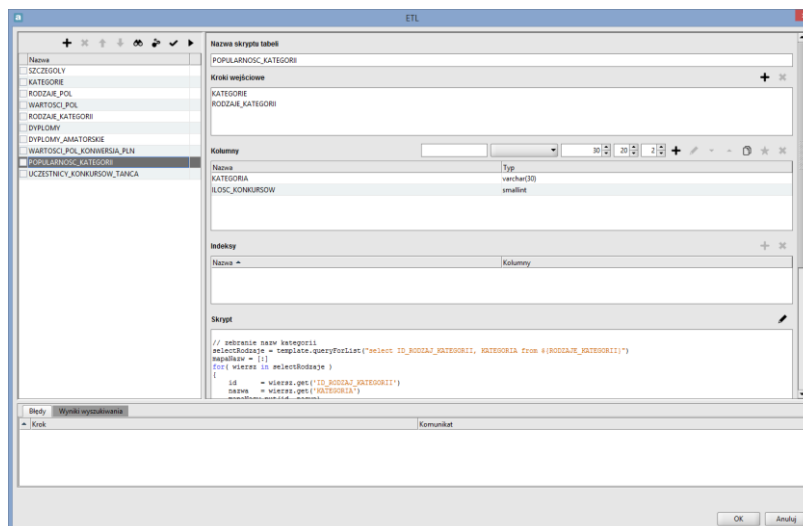 ETL
Nazwa
SZCZEGOLY
KATEGORIE
RODZAJE_POL
WARTOSCI_POL
RODZAJE_KATEGORII
DYPLOMY
DYPLOMY_AMATORSKIE
WARTOSCI_POL_KONWERSJA_PLN
POPULARNOSC_KATEGORII
UCZESTNICY_KONKURSOW_TANCA
Nazwa skryptu tabeli
POPULARNOSC_KATEGORII
Kroki wejściowe
KATEGORIE
RODZAJE_KATEGORII
Kolumny 30 20 2
Nazwa Typ
KATEGORIA varchar(30)
ILOSC_KONKURSOW smallint
Indeksy
Nazwa Kolumny
Skrypt
// zebranie nazw kategorii
selectRodzaje = template.queryForList("select ID_RODZAJ_KATEGORII, KATEGORIA from ${RODZAJE_KATEGORII}")
mapaNazw = [:]
for( wiersz in selectRodzaje )
{
id = wiersz.get('ID_RODZAJ_KATEGORII')
nazwa = wiersz.get('KATEGORIA')
Błędy Wyniki wyszukiwania
Krok Komunikat
OK Anuluj